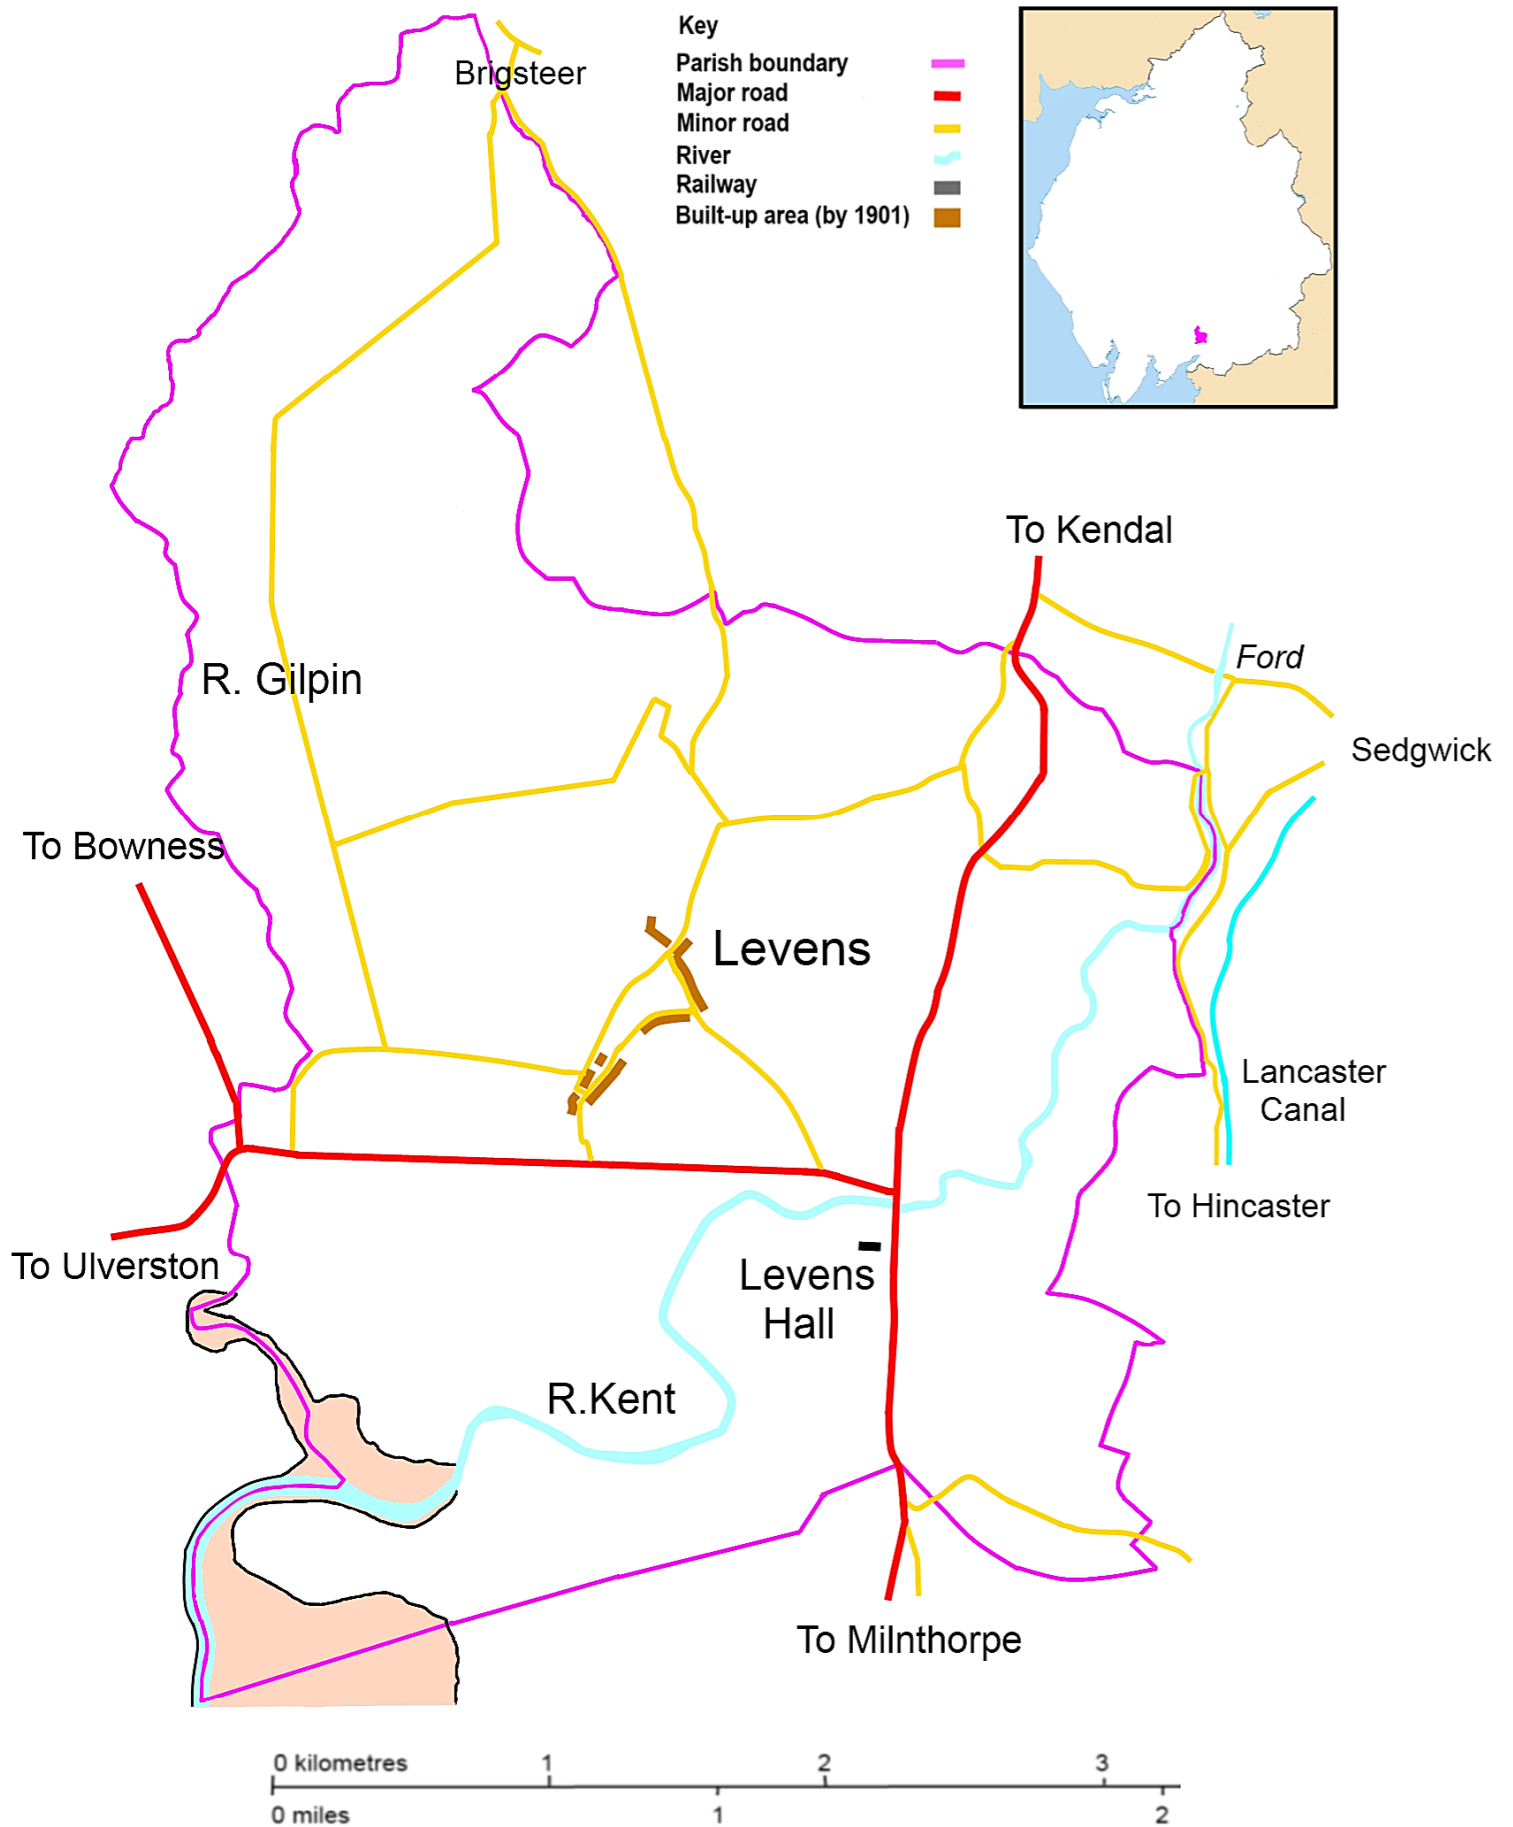 Key
Parish boundary
Major road
Minor road
River
Railway
Built-up area (by 1901)
Brigsteer
To Kendal
Ford
R. Gilpin
Sedgwick
To Bowness
Levens
Lancaster
Canal
To Hincaster
To Ulverston
Levens
Hall
R.Kent
To Milnthorpe
0 kilometres 1 2 3
0 miles 1 2